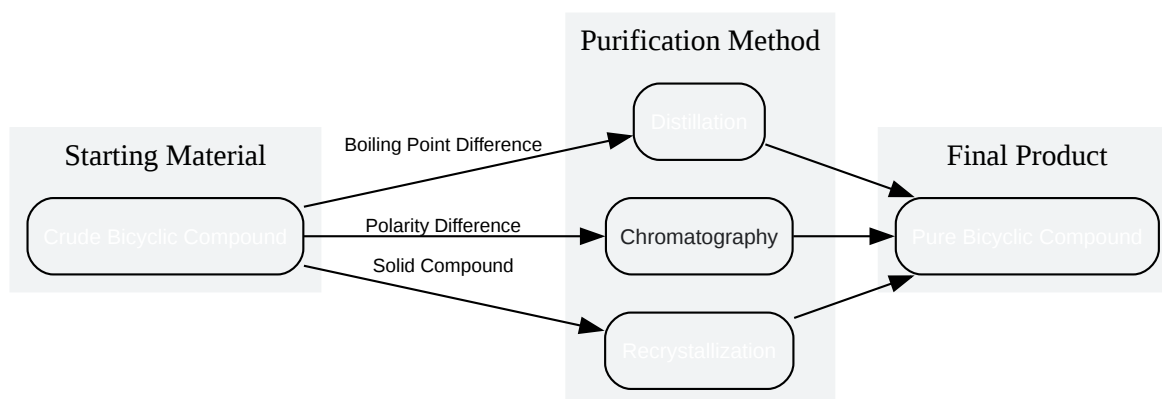 Purification Method
Distillation
Starting Material
Boiling Point Difference
Final Product
Crude Bicyclic Compound
Polarity Difference
Chromatography
Pure Bicyclic Compound
Solid Compound
Recrystallization